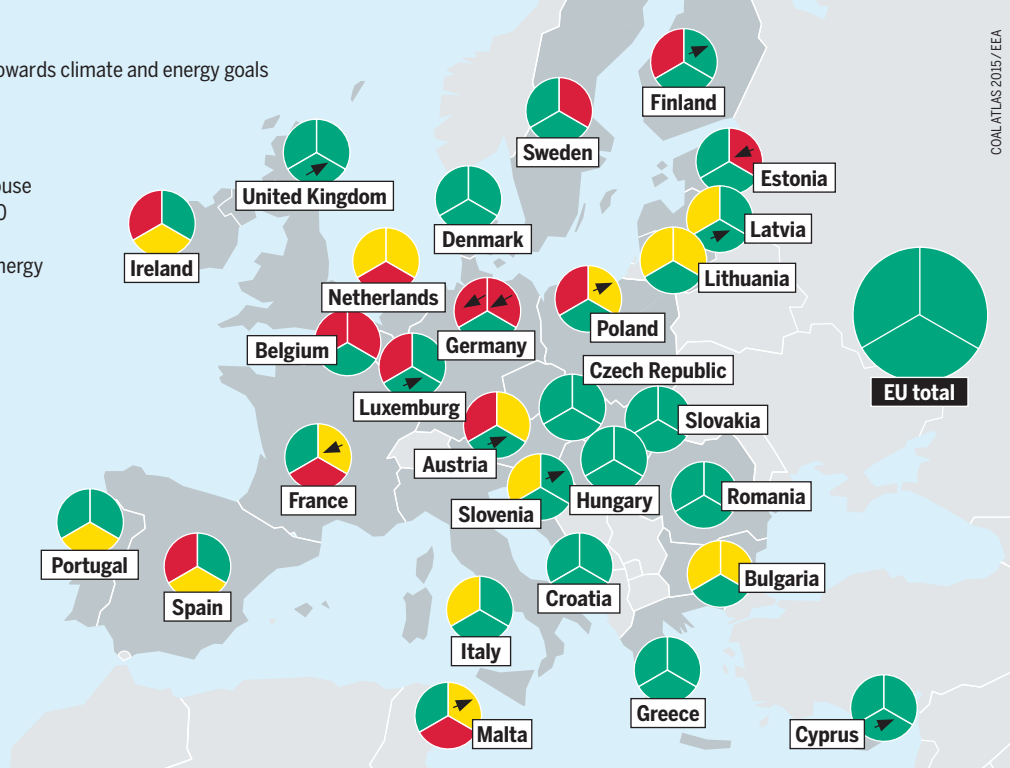 owards climate and energy goals
ouse
0
nergy
COAL ATLAS 2015 / EEA
Finland
Sweden
Estonia
United Kingdom
Latvia
Denmark
Ireland
Lithuania
Netherlands
Poland
Germany
Belgium
Czech Republic
EU total
Luxemburg
Slovakia
Austria
France
Hungary
Romania
Slovenia
Portugal
Bulgaria
Croatia
Spain
Italy
Greece
Malta
Cyprus